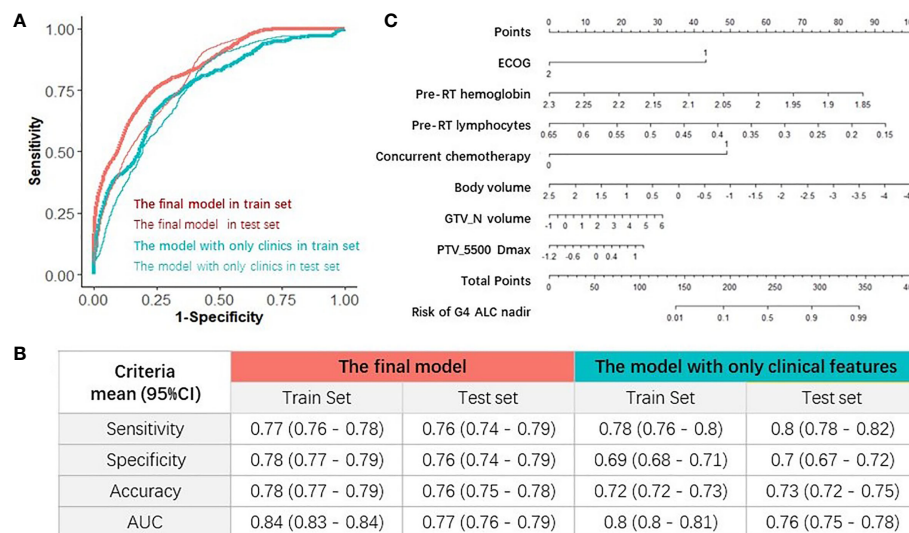 A
1.00
0.75
0.50
0.25
0.00
Sensitivity
The final model in train set
The final model in test set
The model with only clinics in train set
The model with only clinics in test set
0.00 0.25 0.50 0.75 1.00
1-Specificity
C
Points 0 10 20 30 40 50 60 70 80 90 100
ECOG 2 1
Pre-RT hemoglobin 2.3 2.25 2.2 2.15 2.1 2.05 2 1.95 1.9 1.85
Pre-RT lymphocytes 0.65 0.6 0.55 0.5 0.45 0.4 0.35 0.3 0.25 0.2 0.15
Concurrent chemotherapy 0 1
Body volume 2.5 2 1.5 1 0.5 0 -0.5 -1 -1.5 -2 -2.5 -3 -3.5 -4
GTV_N volume -1 0 1 2 3 4 5 6
PTV_5500 Dmax -1.2 -0.6 0 0.4 1
Total Points 0 50 100 150 200 250 300 350
Risk of G4 ALC nadir 0.01 0.1 0.5 0.9 0.99
B
Criteria mean (95%CI) The final model The model with only clinical features
Train Set Test set Train Set Test set
Sensitivity 0.77 (0.76 - 0.78) 0.76 (0.74 - 0.79) 0.78 (0.76 - 0.8) 0.8 (0.78 - 0.82)
Specificity 0.78 (0.77 - 0.79) 0.76 (0.74 - 0.79) 0.69 (0.68 - 0.71) 0.7 (0.67 - 0.72)
Accuracy 0.78 (0.77 - 0.79) 0.76 (0.75 - 0.78) 0.72 (0.72 - 0.73) 0.73 (0.72 - 0.75)
AUC 0.84 (0.83 - 0.84) 0.77 (0.76 - 0.79) 0.8 (0.8 - 0.81) 0.76 (0.75 - 0.78)